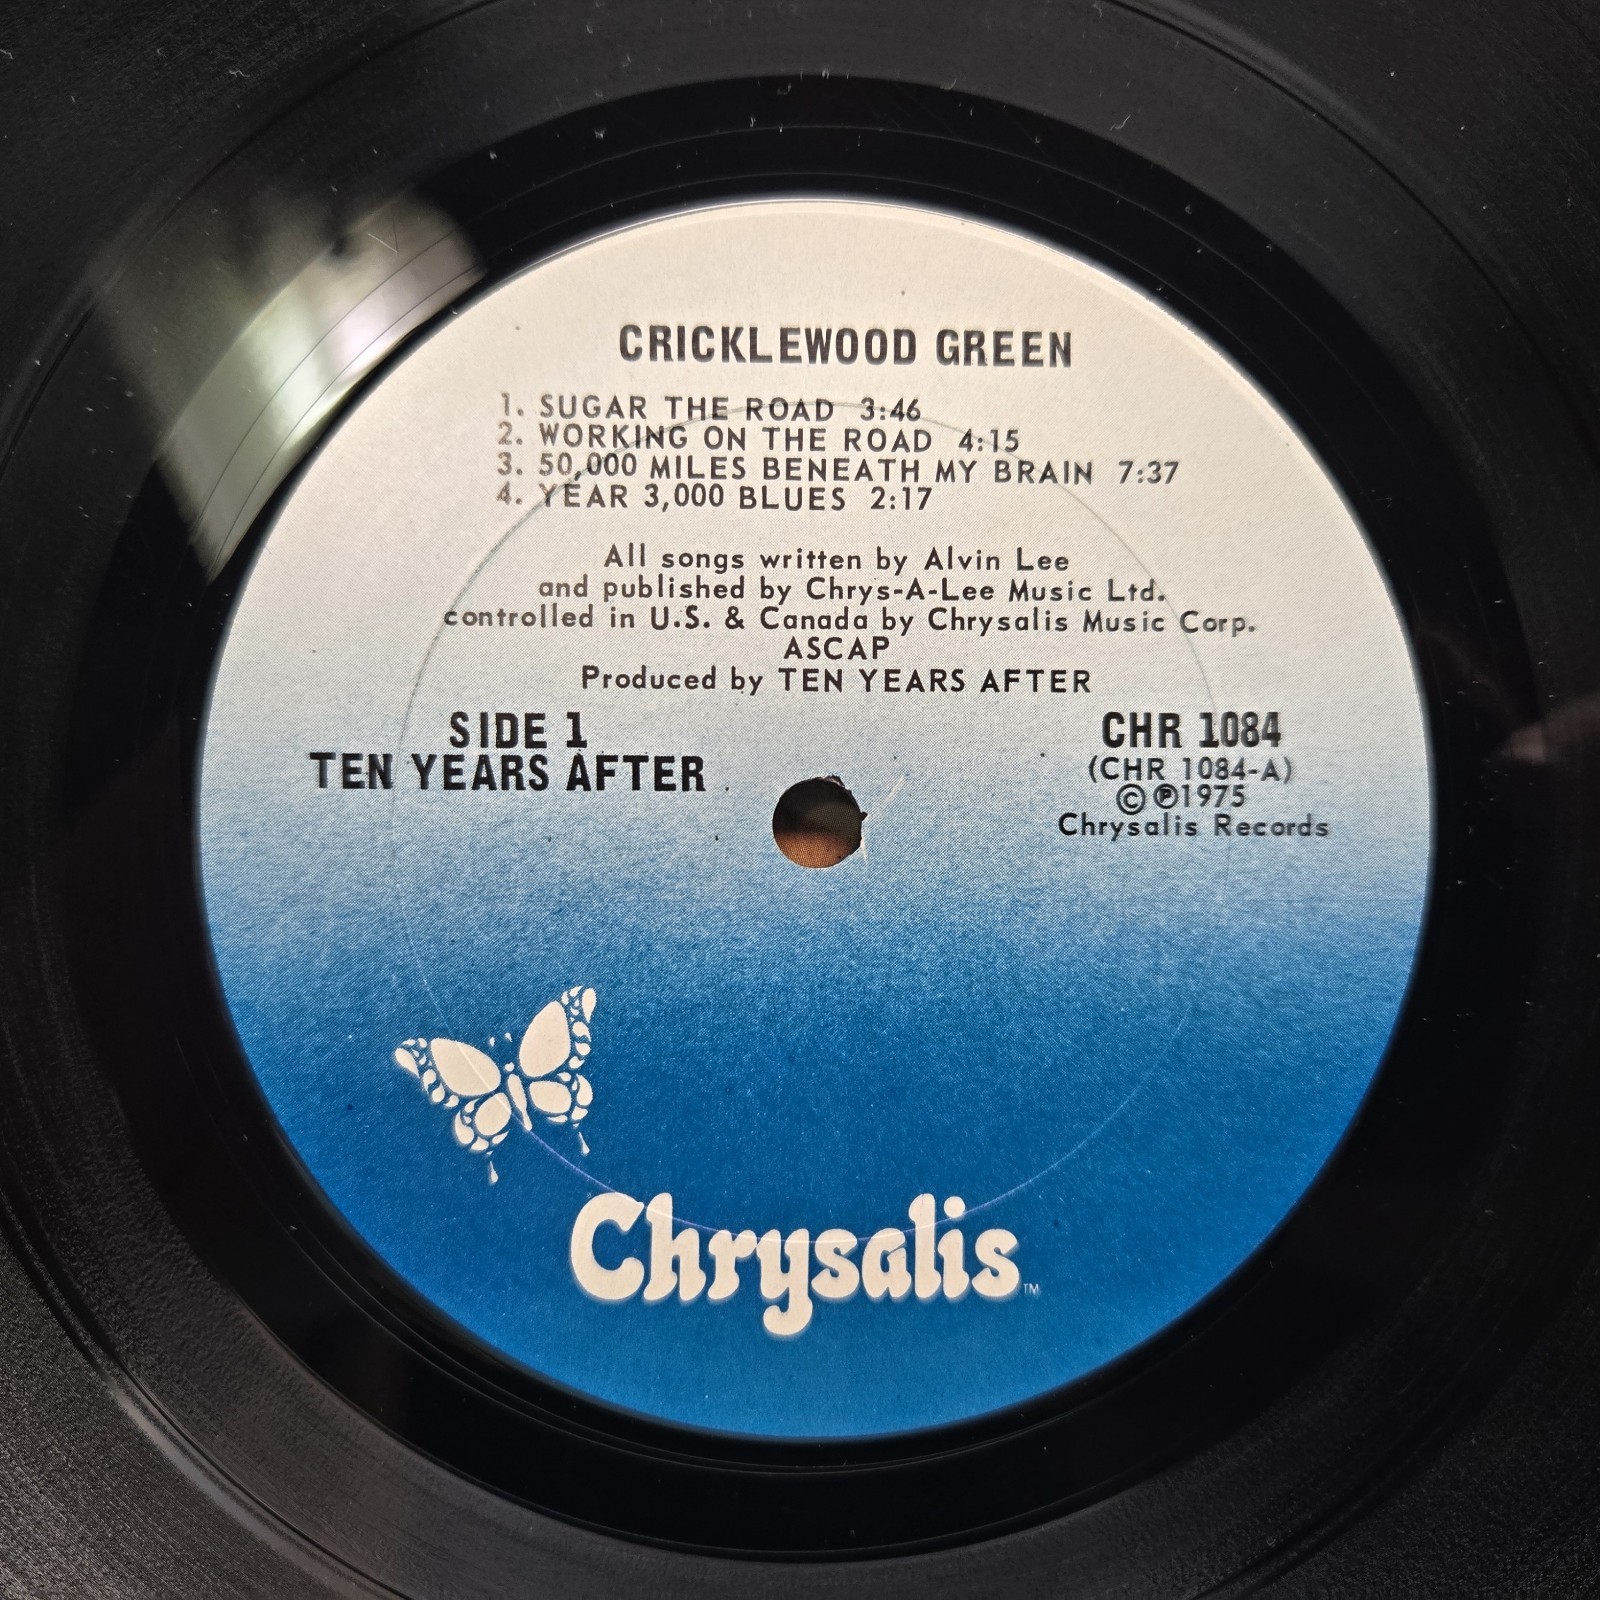 CRICKLEWOOD GREEN
1. SUGAR THE ROAD 3:46
2. WORKING ON THE ROAD 4:15
3. 50,000 MILES BENEATH MY BRAIN 7:37
4. YEAR 3,000 BLUES 2:17
All songs written by Alvin Lee
and published by Chrys-A-Lee Music Ltd.
controlled in U.S. & Canada by Chrysalis Music Corp.
ASCAP
Produced by TEN YEARS AFTER
SIDE 1
TEN YEARS AFTER
CHR 1084
(CHR 1084-A)
© ℗1975
Chrysalis Records
Chrysalis™